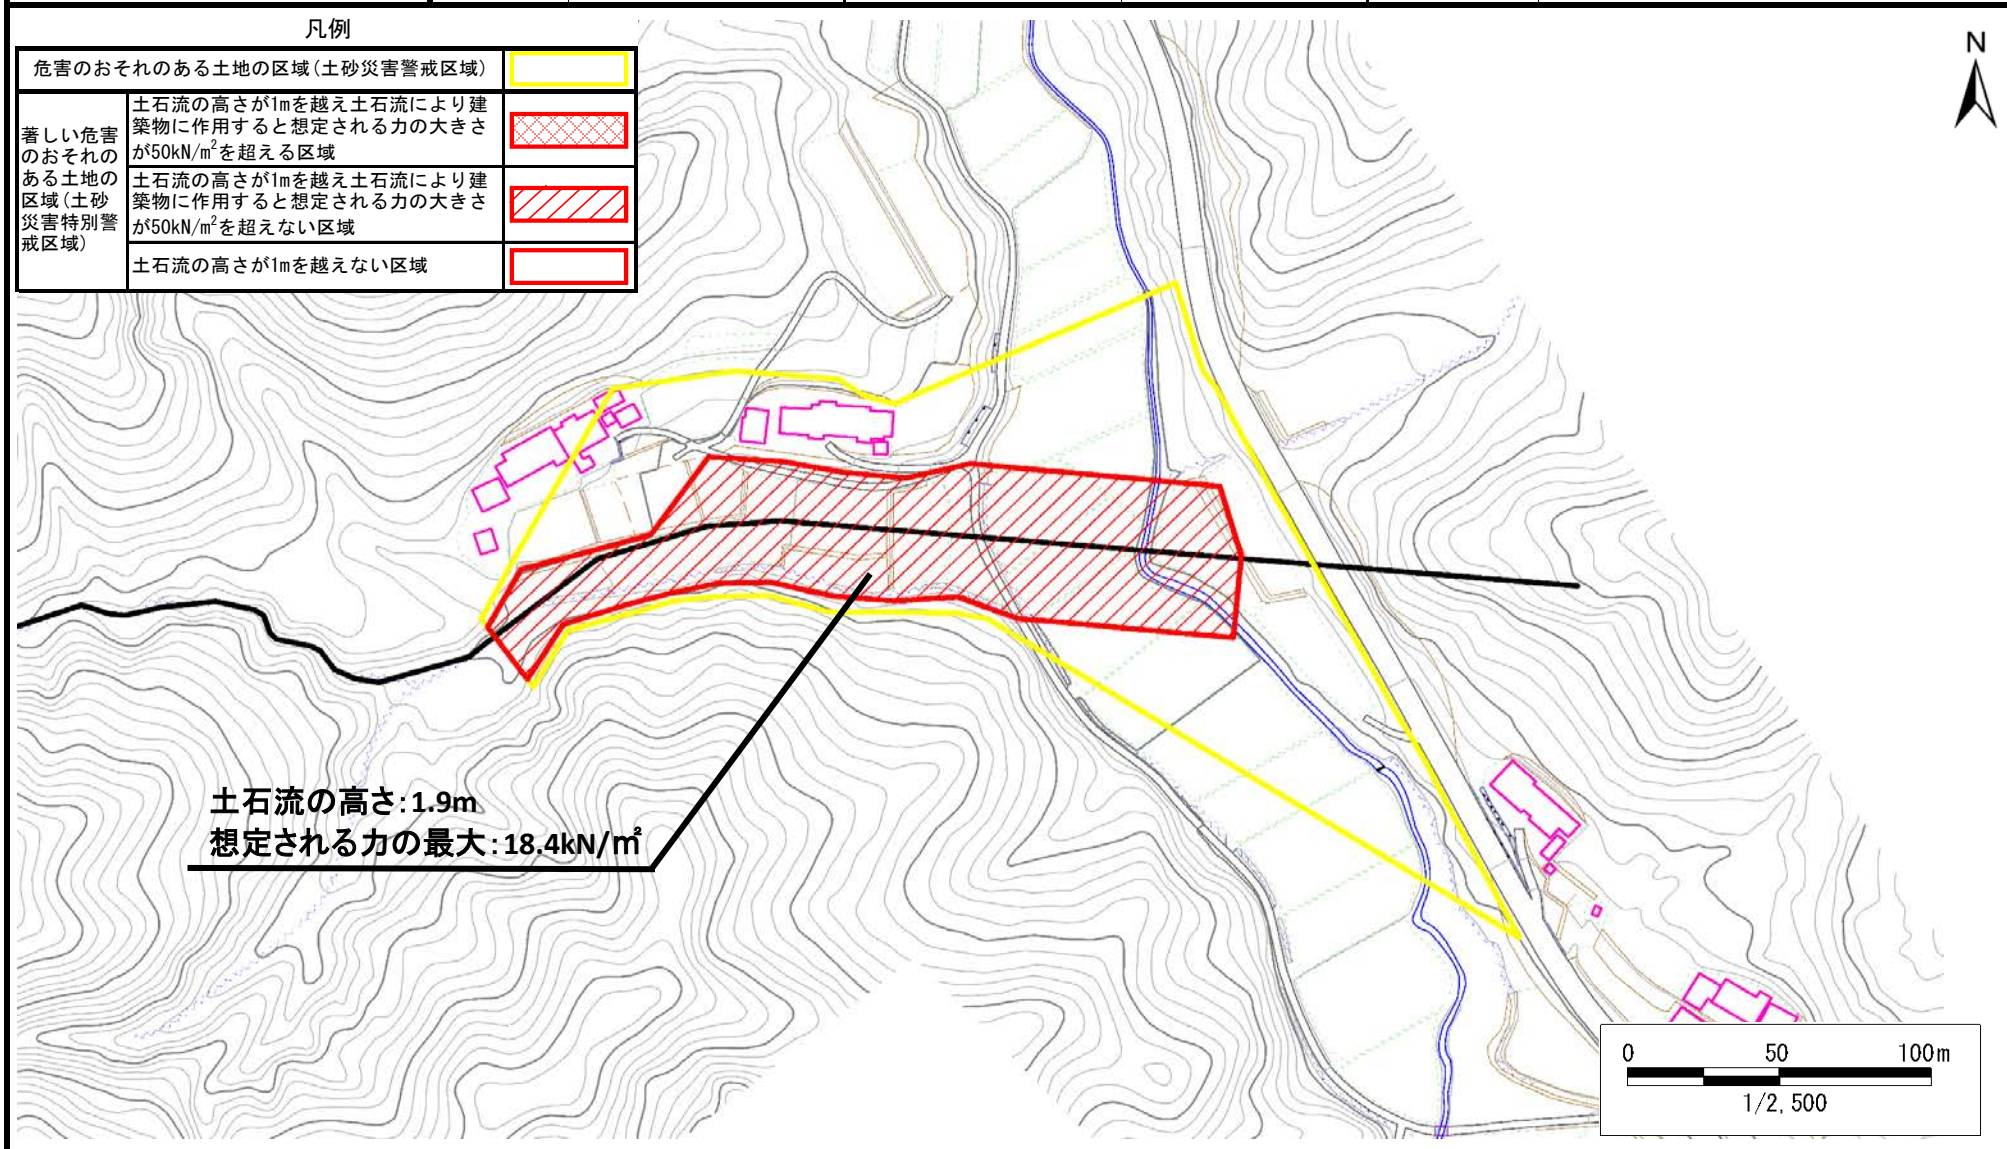 凡例
危害のおそれのある土地の区域(土砂災害警戒区域)
著しい危害
のおそれの
ある土地の
区域(土砂
災害特別警
戒区域)
土石流の高さが1mを越え土石流により建
築物に作用すると想定される力の大きさ
が50kN/m²を超える区域
土石流の高さが1mを越え土石流により建
築物に作用すると想定される力の大きさ
が50kN/m²を超えない区域
土石流の高さが1mを越えない区域
N
土石流の高さ:1.9m
想定される力の最大:18.4kN/㎡
0 50 100m
1/2,500